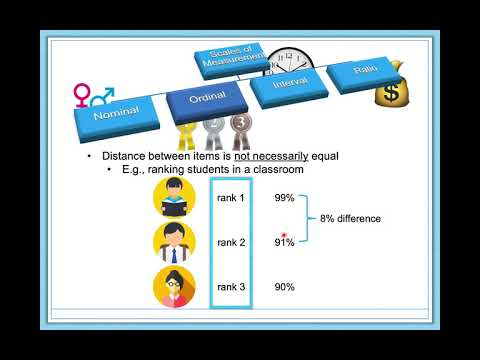 Scales of
Measurement
Nominal
Ordinal
Interval
Ratio
1 2 3
• Distance between items is not necessarily equal
• E.g., ranking students in a classroom
rank 1 99%
8% difference
rank 2 91%
rank 3 90%